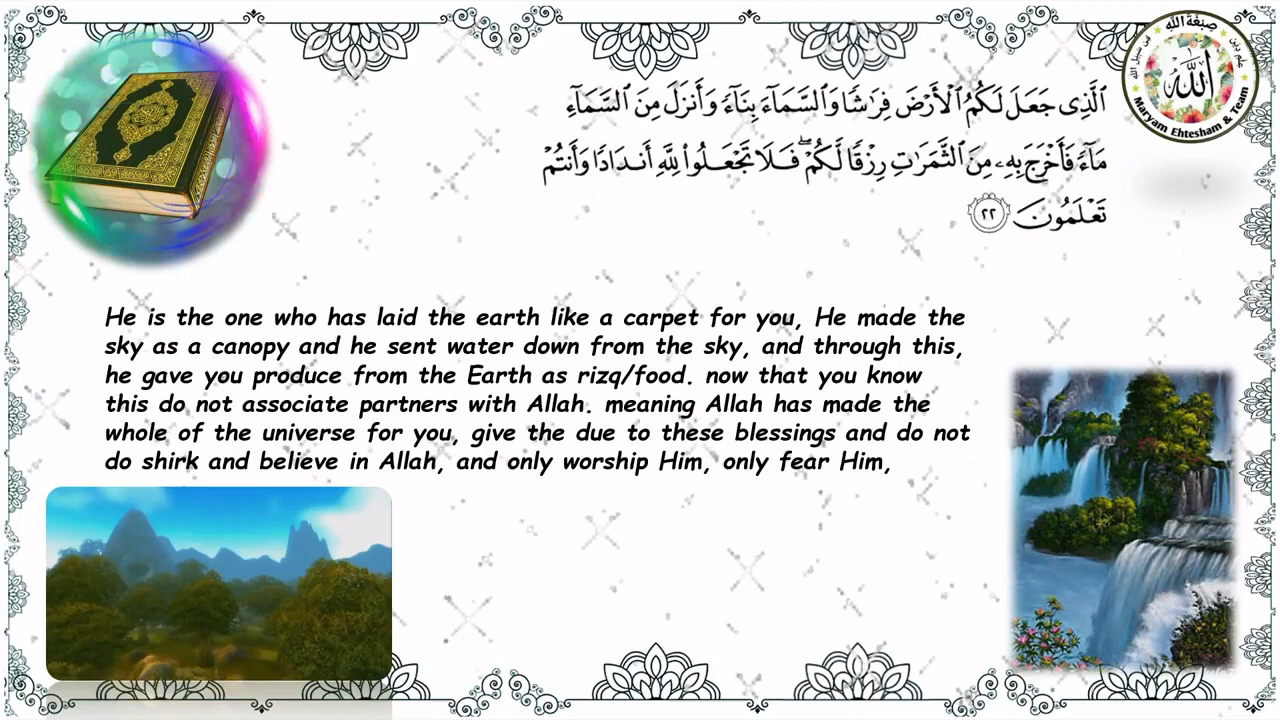 ٱلَّذِى جَعَلَ لَكُمُ ٱلْأَرْضَ فِرَٰشًا وَٱلسَّمَآءَ بِنَآءً وَأَنزَلَ مِنَ ٱلسَّمَآءِ
مَآءً فَأَخْرَجَ بِهِۦ مِنَ ٱلثَّمَرَٰتِ رِزْقًا لَّكُمْ ۖ فَلَا تَجْعَلُوا۟ لِلَّهِ أَندَادًا وَأَنتُمْ
تَعْلَمُونَ ٢٢
صِبْغَةَ اللَّهِ
اللَّه
Maryam Ehtesham & Team
He is the one who has laid the earth like a carpet for you, He made the
sky as a canopy and he sent water down from the sky, and through this,
he gave you produce from the Earth as rizq/food. now that you know
this do not associate partners with Allah. meaning Allah has made the
whole of the universe for you, give the due to these blessings and do not
do shirk and believe in Allah, and only worship Him, only fear Him,